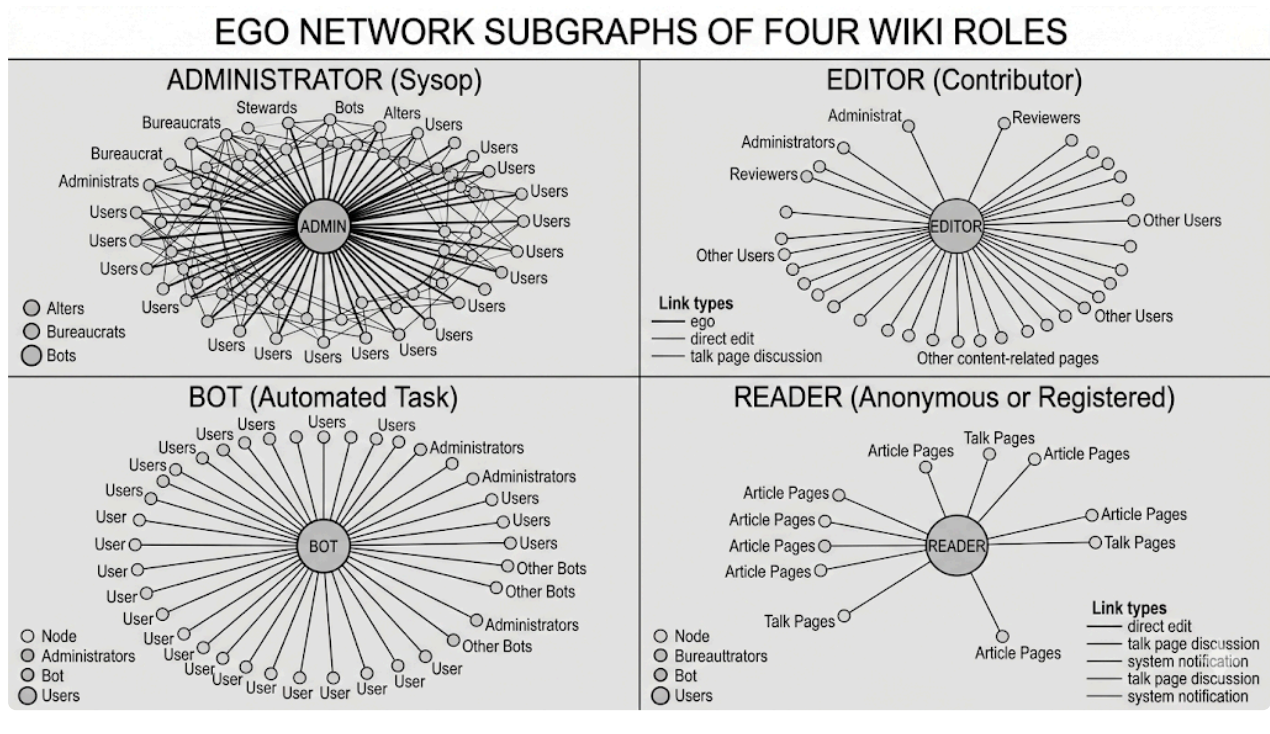 EGO NETWORK SUBGRAPHS OF FOUR WIKI ROLES
ADMINISTRATOR (Sysop)
Stewards
Bots
Alters
Bureaucrats
Users
Bureaucrat
Users
Users
Administrats
Users
Users
Users
ADMIN
Users
Users
Users
Users
Users
Users
Users
Users
Users
Users
Users
Users
Alters
Bureaucrats
Bots
EDITOR (Contributor)
Administrat
Reviewers
Administrators
Reviewers
EDITOR
Other Users
Other Users
Other Users
Other content-related pages
Link types
ego
direct edit
talk page discussion
BOT (Automated Task)
Users
Users
Users
Users
Users
Administrators
Users
Administrators
Users
Users
User
Users
User
BOT
Users
User
Other Bots
User
Other Bots
User
Administrators
User
Other Bots
User
User
User
User
User
User
User
User
Node
Administrators
Bot
Users
READER (Anonymous or Registered)
Talk Pages
Article Pages
Article Pages
Article Pages
Article Pages
Article Pages
Article Pages
READER
Article Pages
Talk Pages
Talk Pages
Article Pages
Node
Bureauttrators
Bot
Users
Link types
direct edit
talk page discussion
system notification
talk page discussion
system notification